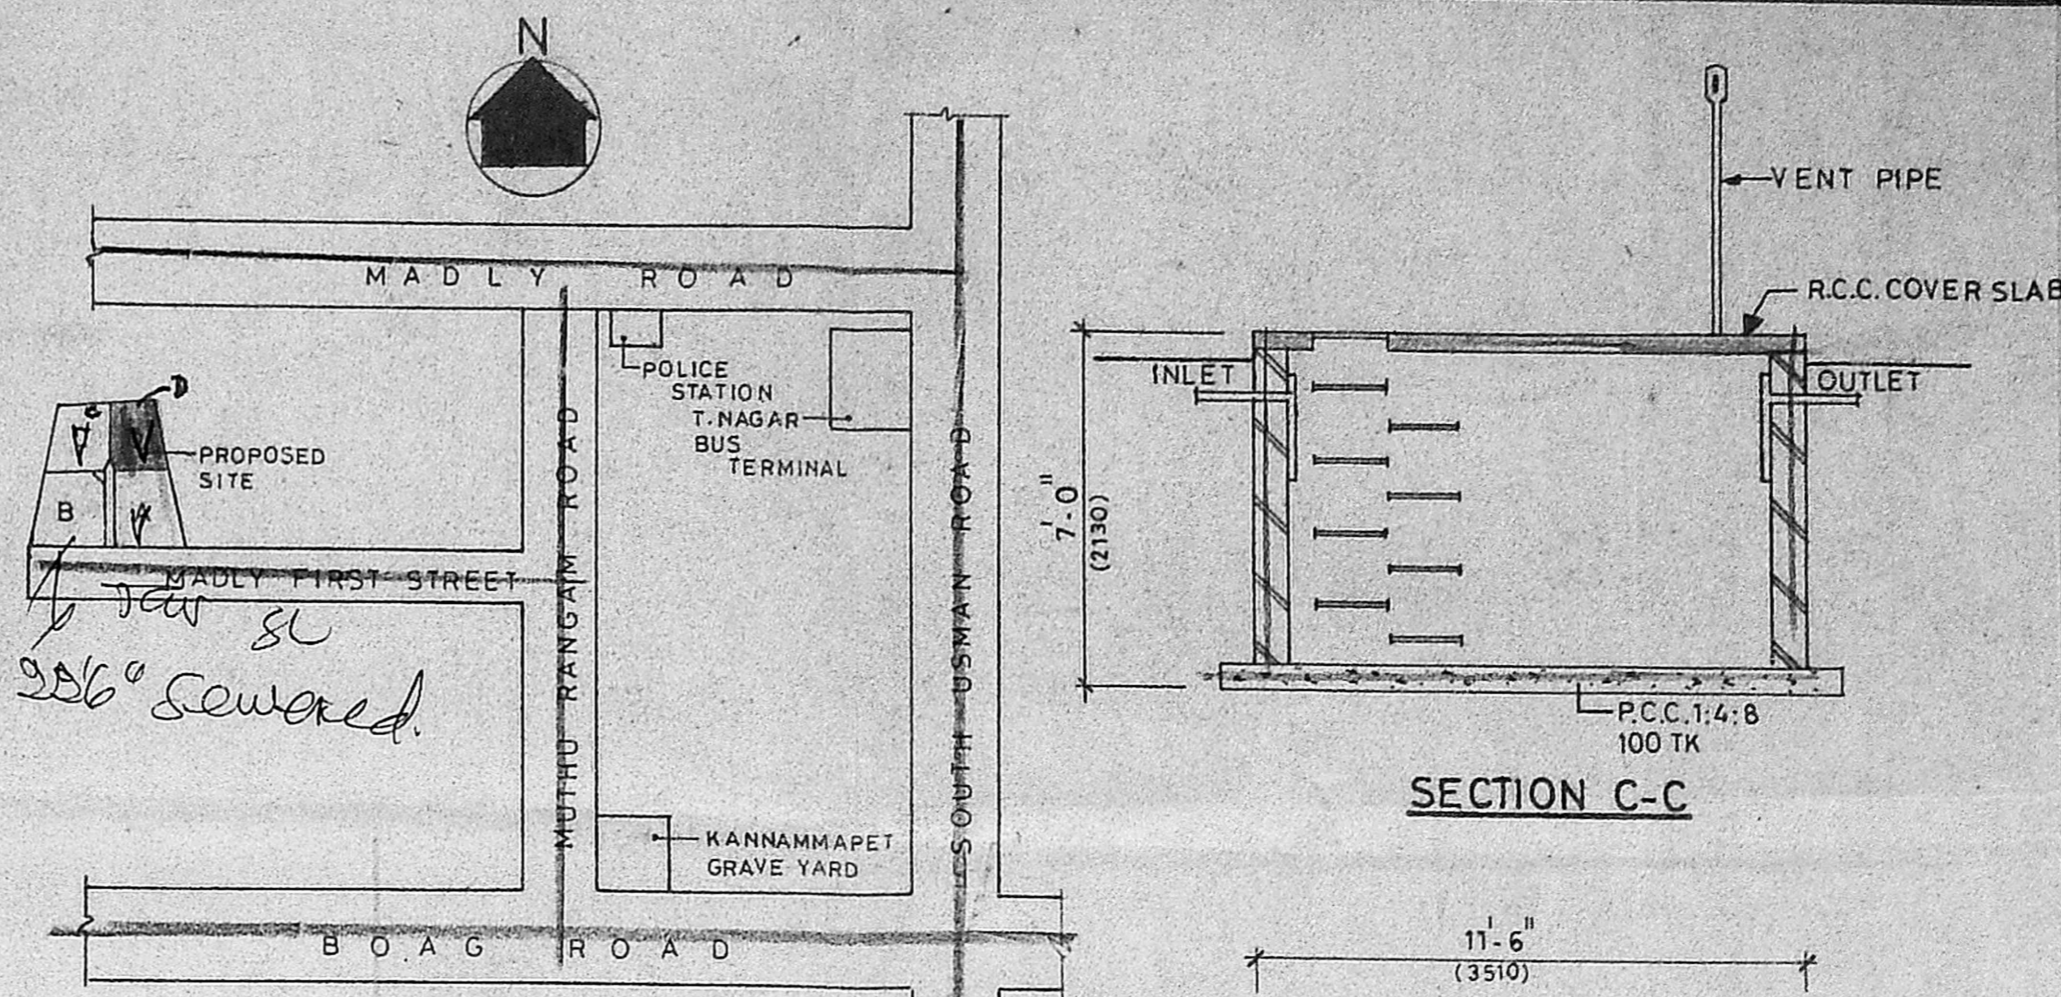 N
MADLY ROAD
POLICE
STATION
T.NAGAR
BUS
TERMINAL
D
C
PROPOSED
SITE
B
A
MADLY FIRST STREET
Sewered.
MUTHU RANGAM ROAD
SOUTH USMAN ROAD
KANNAMMAPET
GRAVE YARD
BOAG ROAD
VENT PIPE
R.C.C. COVER SLAB
INLET
OUTLET
7'-0"
(2130)
P.C.C. 1:4:8
100 TK
SECTION C-C
11'-6"
(3510)